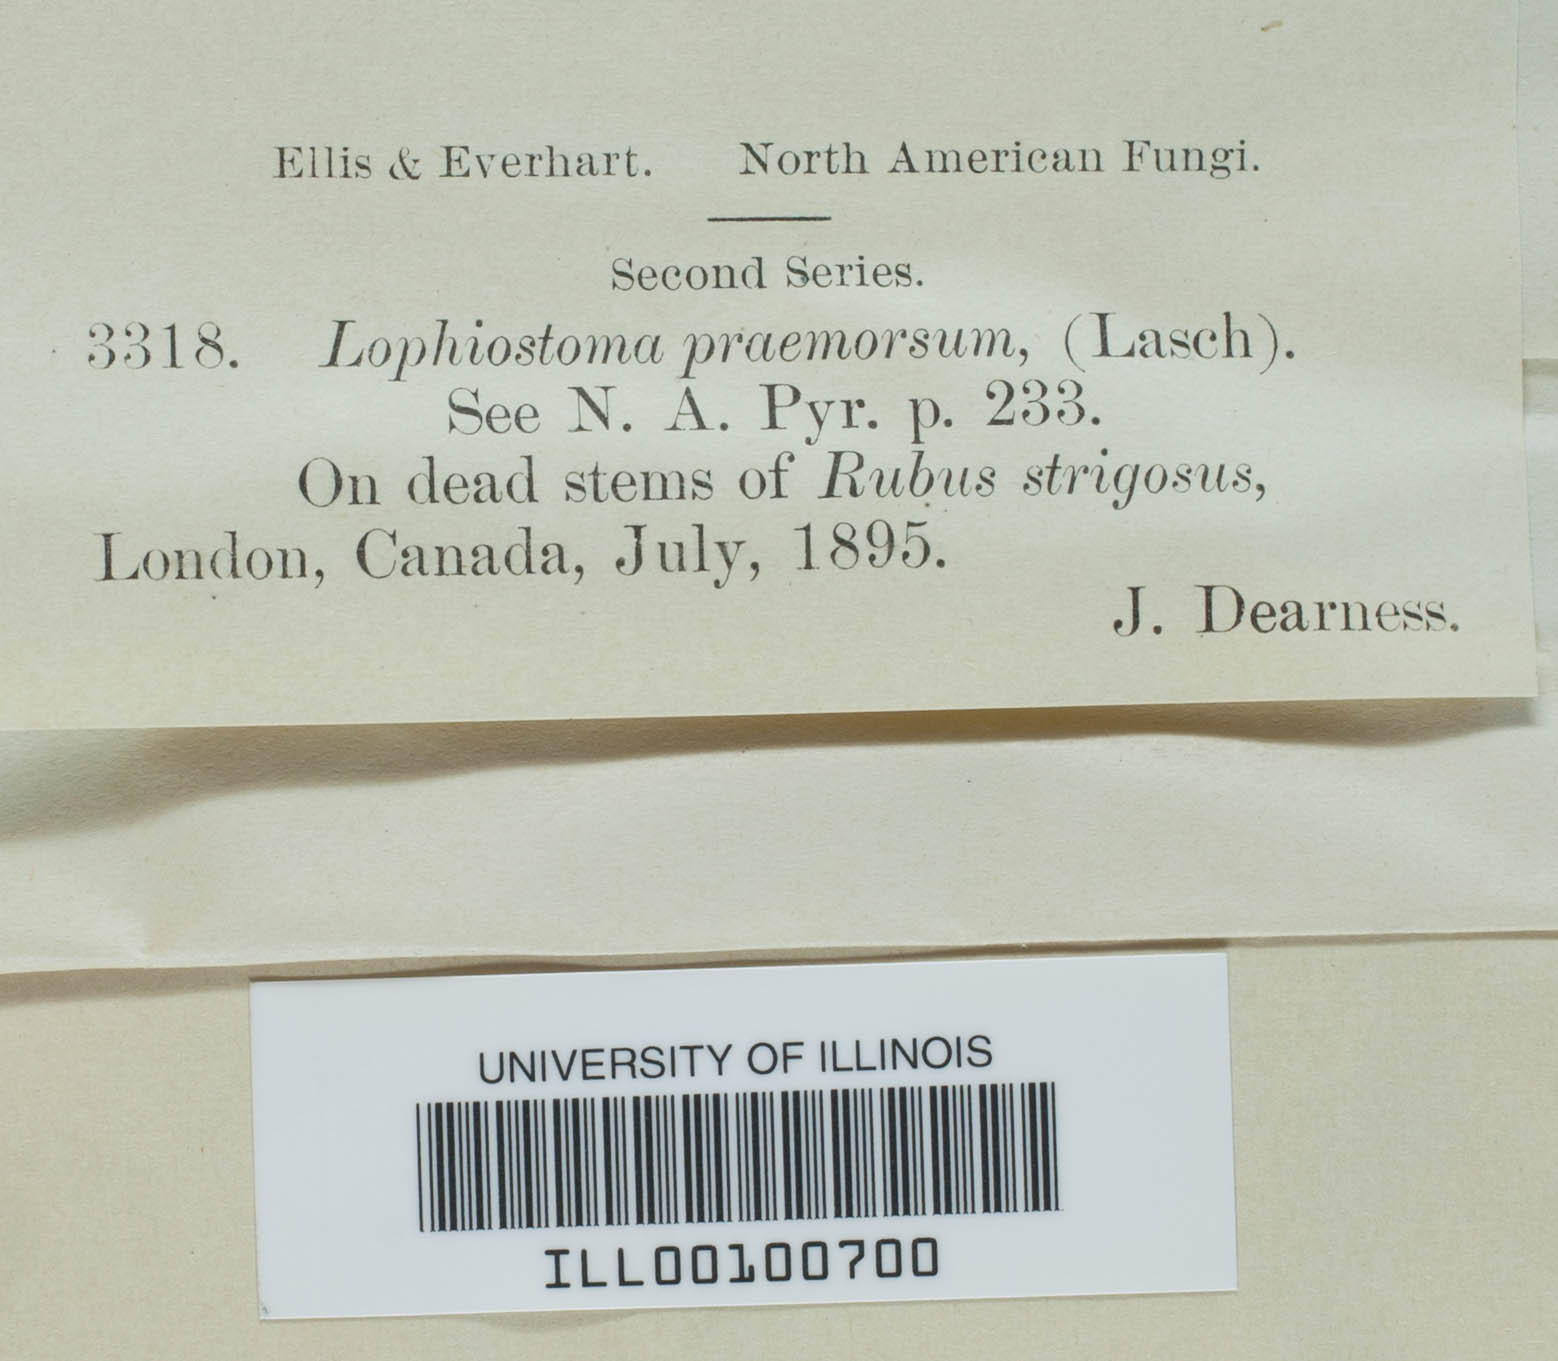 Ellis & Everhart. North American Fungi.
Second Series.
3318. Lophiostoma praemorsum, (Lasch).
See N. A. Pyr. p. 233.
On dead stems of Rubus strigosus,
London, Canada, July, 1895.
J. Dearness.
UNIVERSITY OF ILLINOIS
ILL00100700